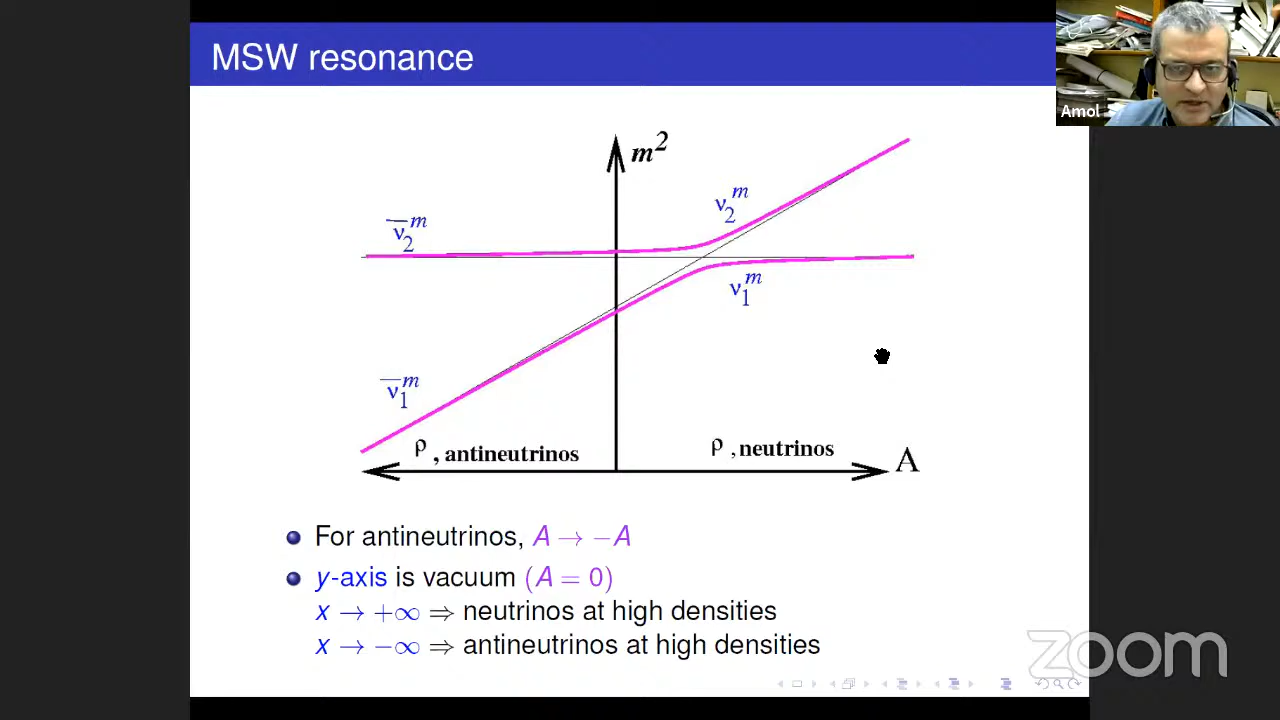 MSW resonance
Amol
m²
ν₂ᵐ
ν̅₂ᵐ
ν₁ᵐ
ν̅₁ᵐ
ρ , antineutrinos
ρ , neutrinos
A
For antineutrinos, A → −A
y-axis is vacuum (A = 0)
x → +∞ ⇒ neutrinos at high densities
x → −∞ ⇒ antineutrinos at high densities
zoom